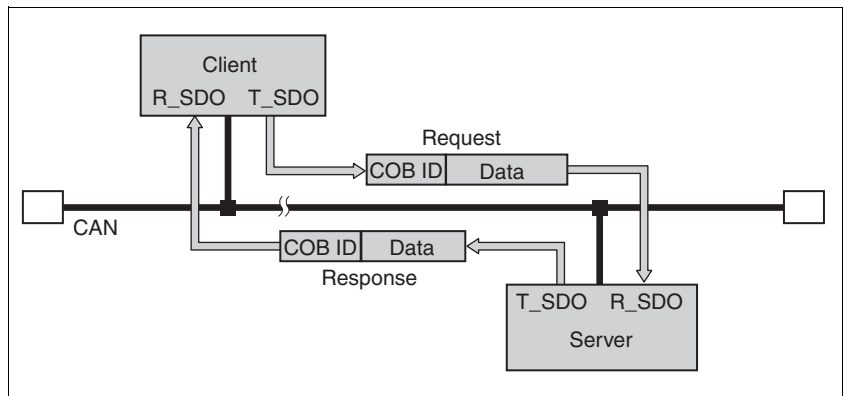 Client
R_SDO T_SDO
Request
COB ID Data
CAN
COB ID Data
Response
T_SDO R_SDO
Server